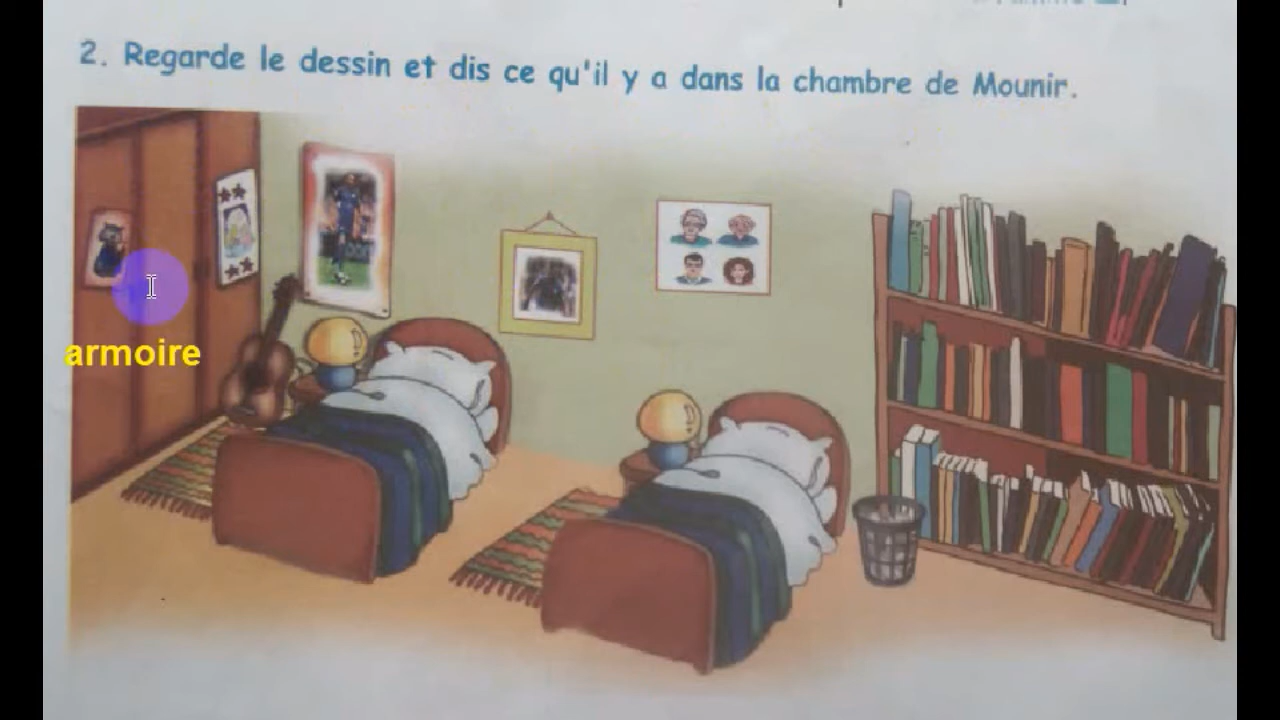 2. Regarde le dessin et dis ce qu'il y a dans la chambre de Mounir.
armoire